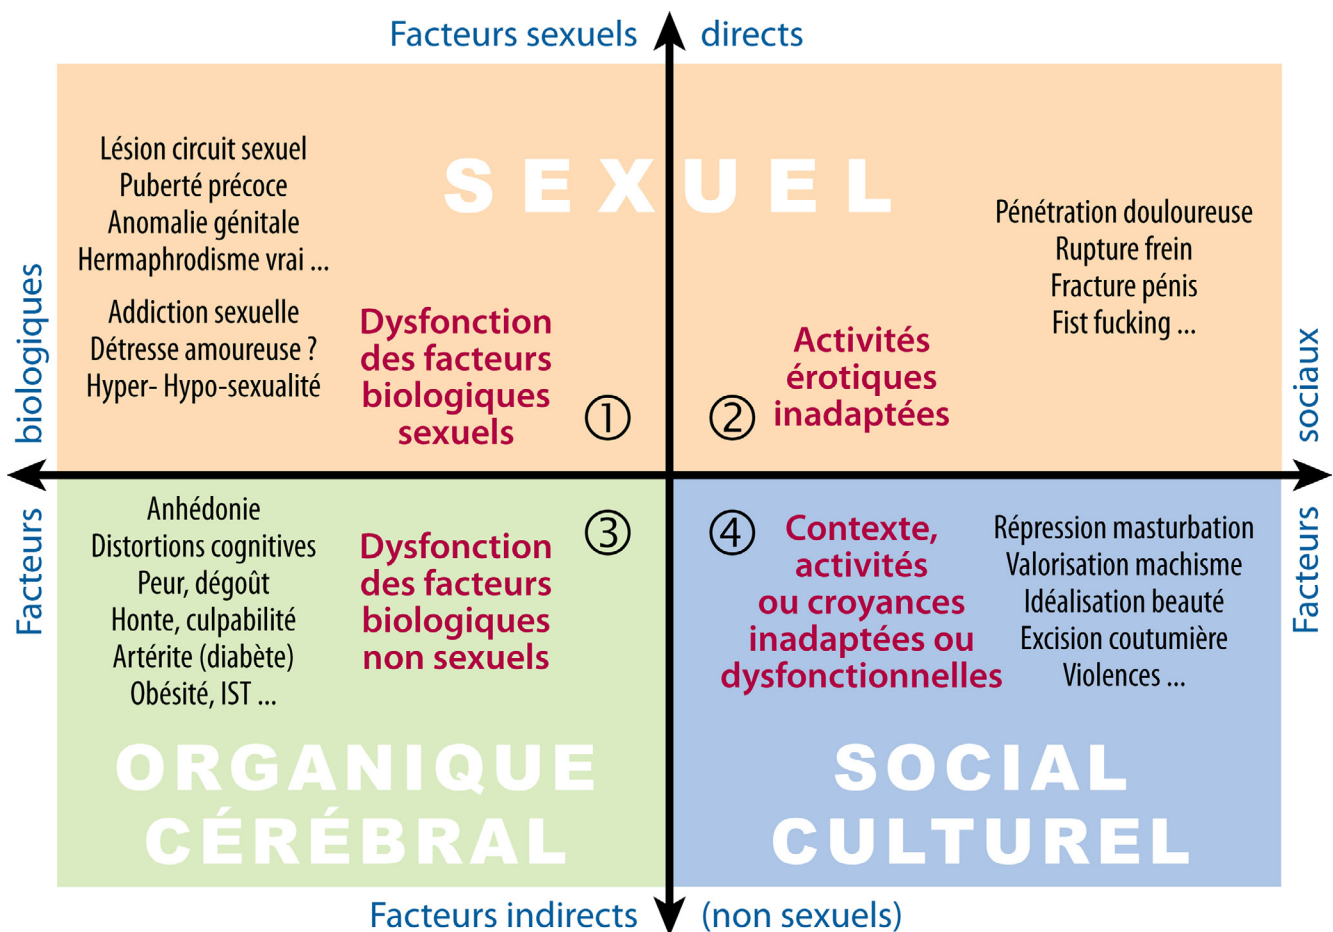 Facteurs sexuels directs
SEXUEL
Lésion circuit sexuel
Puberté précoce
Anomalie génitale
Hermaphrodisme vrai ...
Addiction sexuelle
Détresse amoureuse ?
Hyper- Hypo-sexualité
Dysfonction
des facteurs
biologiques
sexuels
①
②
Activités
érotiques
inadaptées
Pénétration douloureuse
Rupture frein
Fracture pénis
Fist fucking ...
Facteurs biologiques
Facteurs sociaux
Anhédonie
Distortions cognitives
Peur, dégoût
Honte, culpabilité
Artérite (diabète)
Obésité, IST ...
Dysfonction
des facteurs
biologiques
non sexuels
③
④
Contexte,
activités
ou croyances
inadaptées ou
dysfonctionnelles
Répression masturbation
Valorisation machisme
Idéalisation beauté
Excision coutumière
Violences ...
ORGANIQUE
CÉRÉBRAL
SOCIAL
CULTUREL
Facteurs indirects (non sexuels)